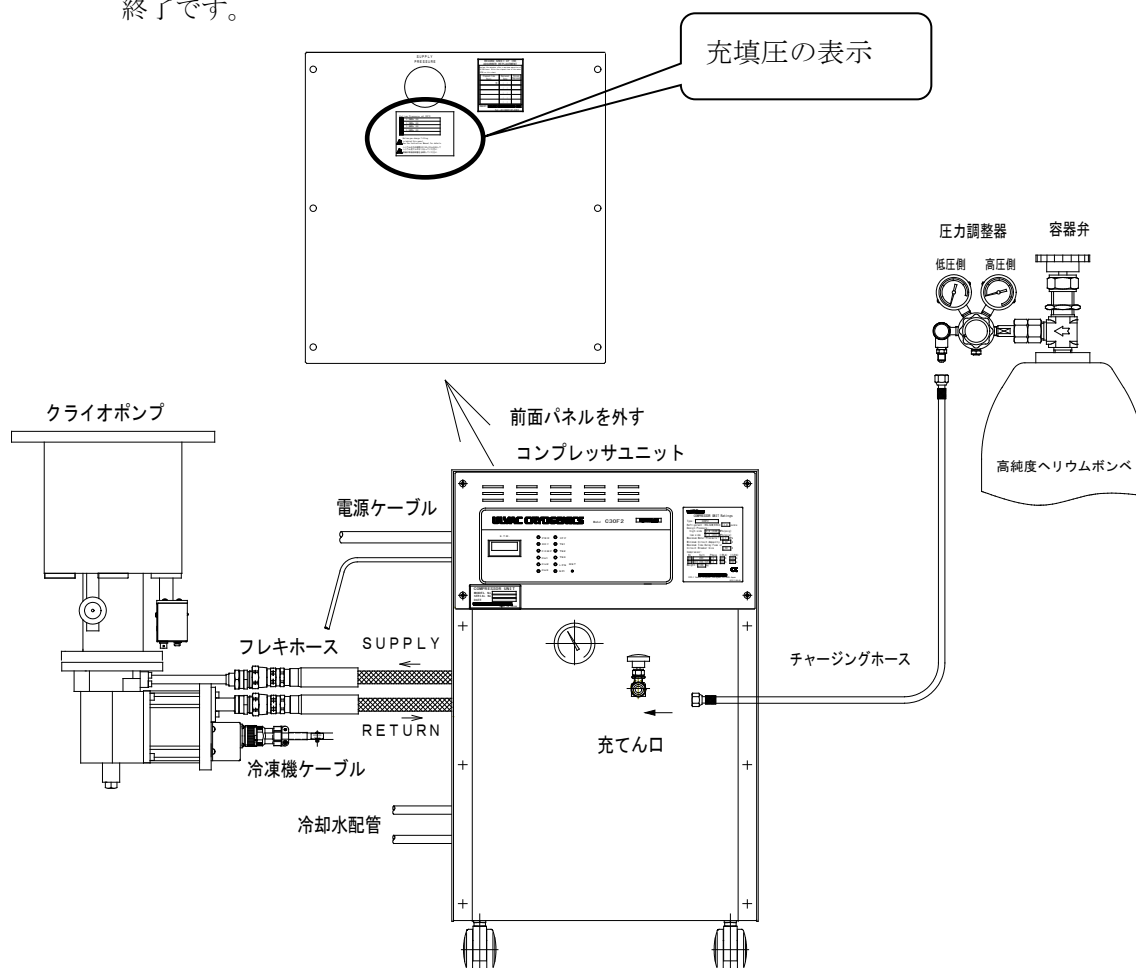 終了です。
SUPPLY
PRESSURE
充填圧の表示
圧力調整器
容器弁
低圧側
高圧側
高純度ヘリウムボンベ
クライオポンプ
前面パネルを外す
コンプレッサユニット
電源ケーブル
ULVAC CRYOGENICS
Model C30F2
COMPRESSOR UNIT
フレキホース
SUPPLY
RETURN
チャージングホース
充てん口
冷凍機ケーブル
冷却水配管